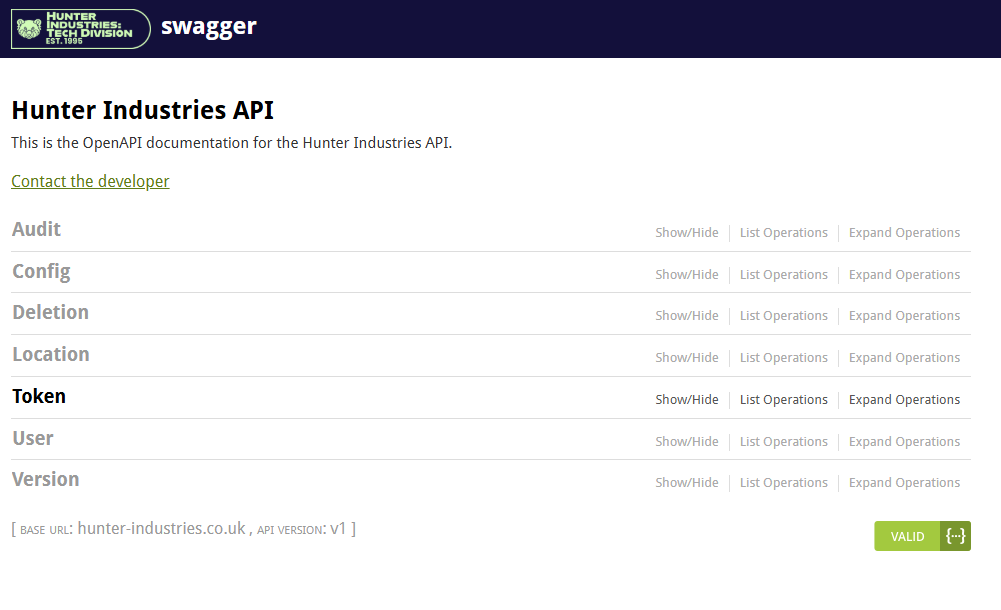 HUNTER
INDUSTRIES:
TECH DIVISION
EST. 1995
swagger
Hunter Industries API
This is the OpenAPI documentation for the Hunter Industries API.
Contact the developer
Audit Show/Hide List Operations Expand Operations
Config Show/Hide List Operations Expand Operations
Deletion Show/Hide List Operations Expand Operations
Location Show/Hide List Operations Expand Operations
Token Show/Hide List Operations Expand Operations
User Show/Hide List Operations Expand Operations
Version Show/Hide List Operations Expand Operations
[ BASE URL: hunter-industries.co.uk , API VERSION: v1 ]
VALID {...}